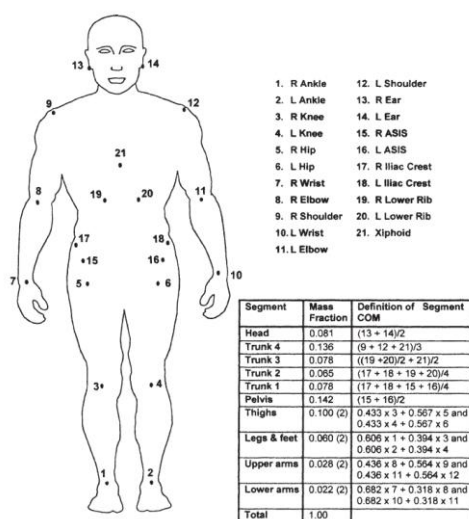 13 14
9 12
21
8 19 20 11
17 18
15 16
7 5 6 10
3 4
1 2
1. R Ankle 12. L Shoulder
2. L Ankle 13. R Ear
3. R Knee 14. L Ear
4. L Knee 15. R ASIS
5. R Hip 16. L ASIS
6. L Hip 17. R Iliac Crest
7. R Wrist 18. L Iliac Crest
8. R Elbow 19. R Lower Rib
9. R Shoulder 20. L Lower Rib
10. L Wrist 21. Xiphoid
11. L Elbow
Segment Mass Fraction Definition of Segment COM
Head 0.081 (13 + 14)/2
Trunk 4 0.136 (9 + 12 + 21)/3
Trunk 3 0.078 ((19 +20)/2 + 21)/2
Trunk 2 0.065 (17 + 18 + 19 + 20)/4
Trunk 1 0.078 (17 + 18 + 15 + 16)/4
Pelvis 0.142 (15 + 16)/2
Thighs 0.100 (2) 0.433 x 3 + 0.567 x 5 and
0.433 x 4 + 0.567 x 6
Legs & feet 0.060 (2) 0.606 x 1 + 0.394 x 3 and
0.606 x 2 + 0.394 x 4
Upper arms 0.028 (2) 0.436 x 8 + 0.564 x 9 and
0.436 x 11 + 0.564 x 12
Lower arms 0.022 (2) 0.682 x 7 + 0.318 x 8 and
0.682 x 10 + 0.318 x 11
Total 1.00